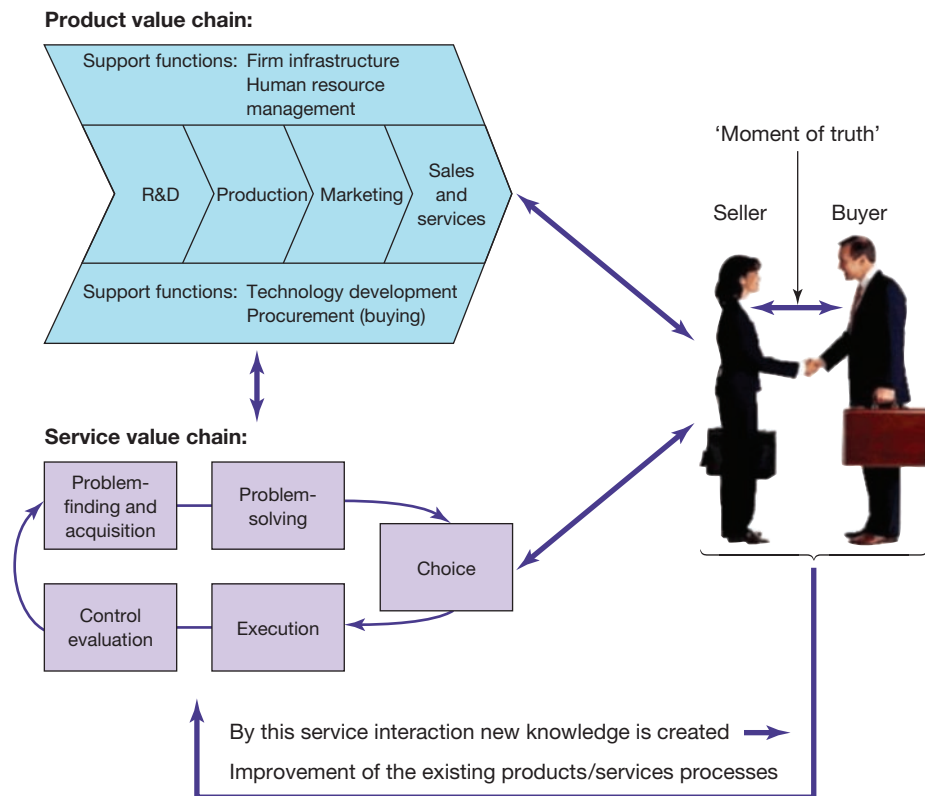 Product value chain:
Support functions: Firm infrastructure
Human resource
management
R&D
Production
Marketing
Sales
and
services
Support functions: Technology development
Procurement (buying)
'Moment of truth'
Seller
Buyer
Service value chain:
Problem-
finding and
acquisition
Problem-
solving
Choice
Control
evaluation
Execution
By this service interaction new knowledge is created
Improvement of the existing products/services processes